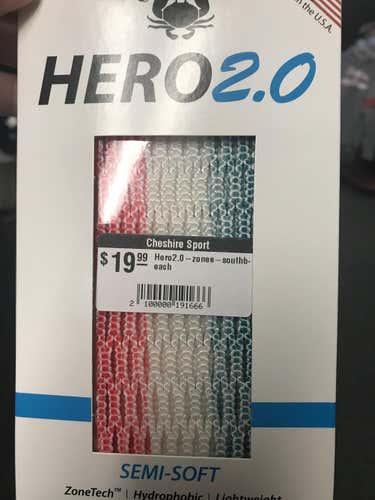 in the U.S.A.
HERO2.0
Cheshire Sport
$19.99
Hero2.0-zonee-southb-
each
2 100000 191666
SEMI-SOFT
ZoneTech™ | Hydrophobic | Lightweight